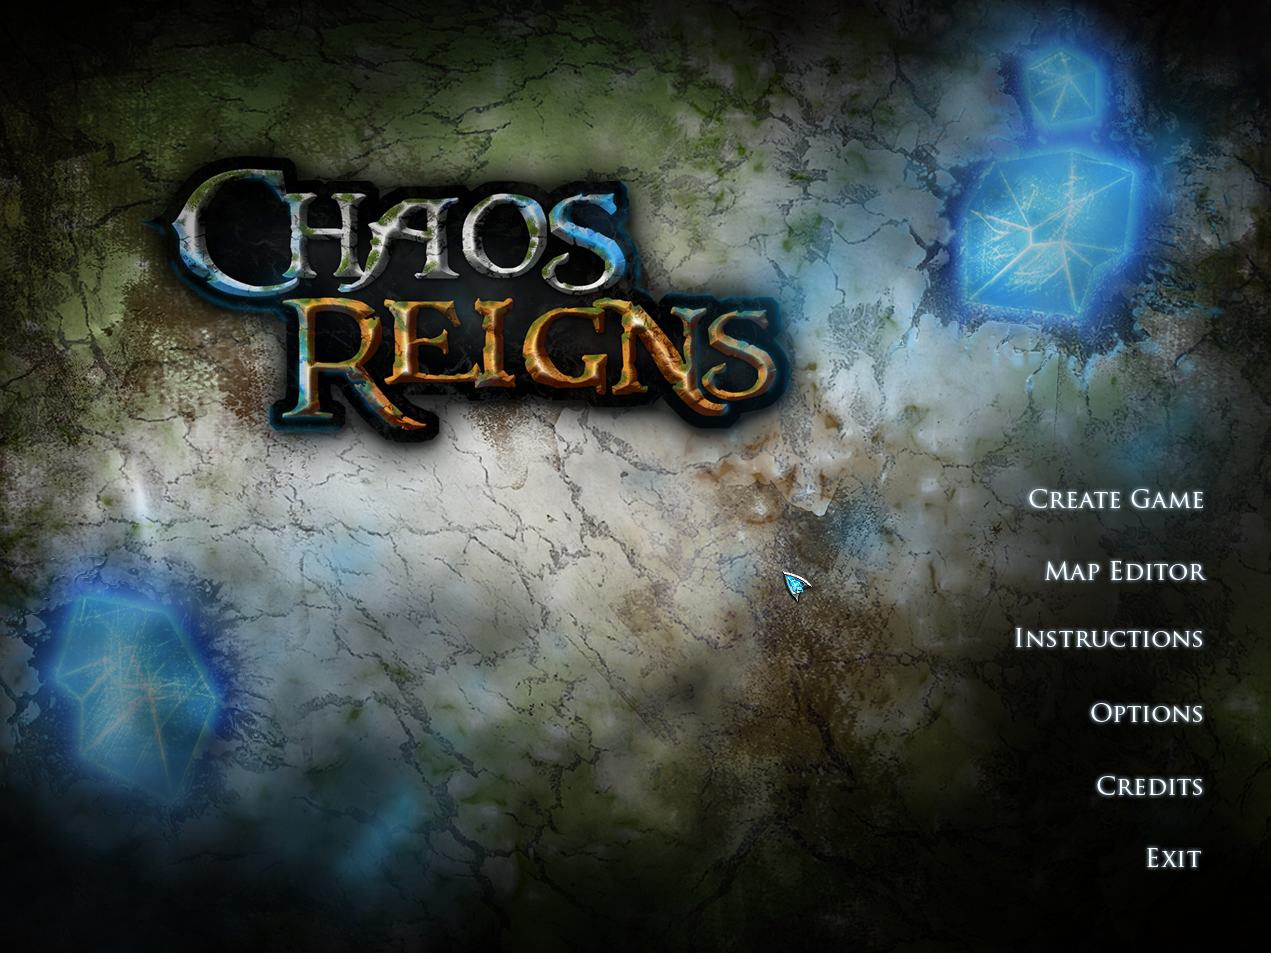 Chaos
Reigns
Create Game
Map Editor
Instructions
Options
Credits
Exit